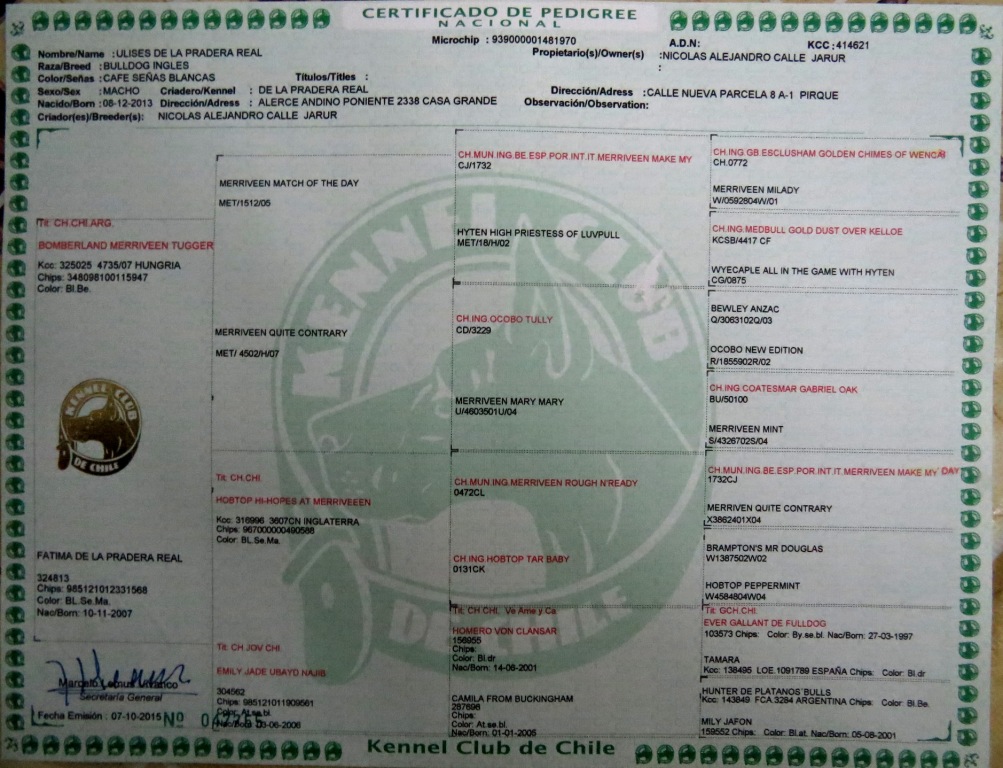 CERTIFICADO DE PEDIGREE
NACIONAL
Microchip : 939000001481970
A.D.N:
KCC : 414621
Nombre/Name : ULISES DE LA PRADERA REAL
Propietario(s)/Owner(s) : NICOLAS ALEJANDRO CALLE JARUR
Raza/Breed : BULLDOG INGLES
:
Color/Señas : CAFE SEÑAS BLANCAS
Títulos/Titles :
Sexo/Sex : MACHO
Criadero/Kennel : DE LA PRADERA REAL
Dirección/Adress : CALLE NUEVA PARCELA 8 A-1 PIRQUE
Nacido/Born : 08-12-2013
Dirección/Adress : ALERCE ANDINO PONIENTE 2338 CASA GRANDE
Observación/Observation:
Criador(es)/Breeder(s): NICOLAS ALEJANDRO CALLE JARUR
Tit: CH.CHI.ARG.
BOMBERLAND MERRIVEEN TUGGER
Kcc: 325025 4735/07 HUNGRIA
Chips: 348098100115947
Color: Bl.Be.
KENNEL CLUB
DE CHILE
FATIMA DE LA PRADERA REAL
324813
Chips: 985121012331568
Color: BL.Se.Ma.
Nac/Born: 10-11-2007
MERRIVEEN MATCH OF THE DAY
MET/1512/05
MERRIVEEN QUITE CONTRARY
MET/ 4502/H/07
Tit: CH.CHI.
HOBTOP HI-HOPES AT MERRIVEEEN
Kcc: 316996 3607CN INGLATERRA
Chips: 967000000490588
Color: BL.Se.Ma.
Tit: CH JOV CHI.
EMILY JADE UBAYD NAJIB
304562
Chips: 985121011909561
CH.MUN.ING.BE.ESP.POR.INT.IT.MERRIVEEN MAKE MY
CJ/1732
HYTEN HIGH PRIESTESS OF LUVPULL
MET/18/H/02
CH.ING.OCOBO TULLY
CD/3229
MERRIVEEN MARY MARY
U/4603501U/04
CH.MUN.ING.MERRIVEEN ROUGH N'READY
0472CL
CH ING HOBTOP TAR BABY
0131CK
Tit: CH.CHI. Ve Ame y Ca.
HOMERO VON CLANSAR
156955
Chips:
Color: Bl.dr
Nac/Born: 14-06-2001
CAMILA FROM BUCKINGHAM
287698
Chips:
Color: At.se.bl.
Nac/Born: 01-01-2005
CH.ING.GB ESCLUSHAM GOLDEN CHIMES OF WENCAR
CH.0772
MERRIVEEN MILADY
W/0592804W/01
CH.ING.MEDBULL GOLD DUST OVER KELLOE
KCSB/4417 CF
WYECAPLE ALL IN THE GAME WITH HYTEN
CG/0875
BEWLEY ANZAC
Q/3063102Q/03
OCOBO NEW EDITION
R/1855902R/02
CH.ING COATESMAR GABRIEL OAK
BU/50100
MERRIVEEN MINT
S/4326702S/04
CH.MUN.ING.BE.ESP.POR.INT.IT.MERRIVEEN MAKE MY DAY
1732CJ
MERRIVEN QUITE CONTRARY
X3862401X04
BRAMPTON'S MR DOUGLAS
W1387502W02
HOBTOP PEPPERMINT
W4584804W04
Tit: GCH.CHI.
EVER GALLANT DE FULLDOG
103573 Chips: Color: By.se.bl. Nac/Born: 27-03-1997
TAMARA
Kcc: 138495 LOE 1091789 ESPAÑA Chips: Color: Bl.dr
HUNTER DE PLATANOS'BULLS
Kcc: 143849 FCA 3284 ARGENTINA Chips: Color: Bl.Be.
MILY JAFON
159552 Chips: Color: Bl.at. Nac/Born: 05-08-2001
KENNEL CLUB
DE CHILE
Secretaría General
Fecha Emisión : 07-10-2015
Nº
Kennel Club de Chile